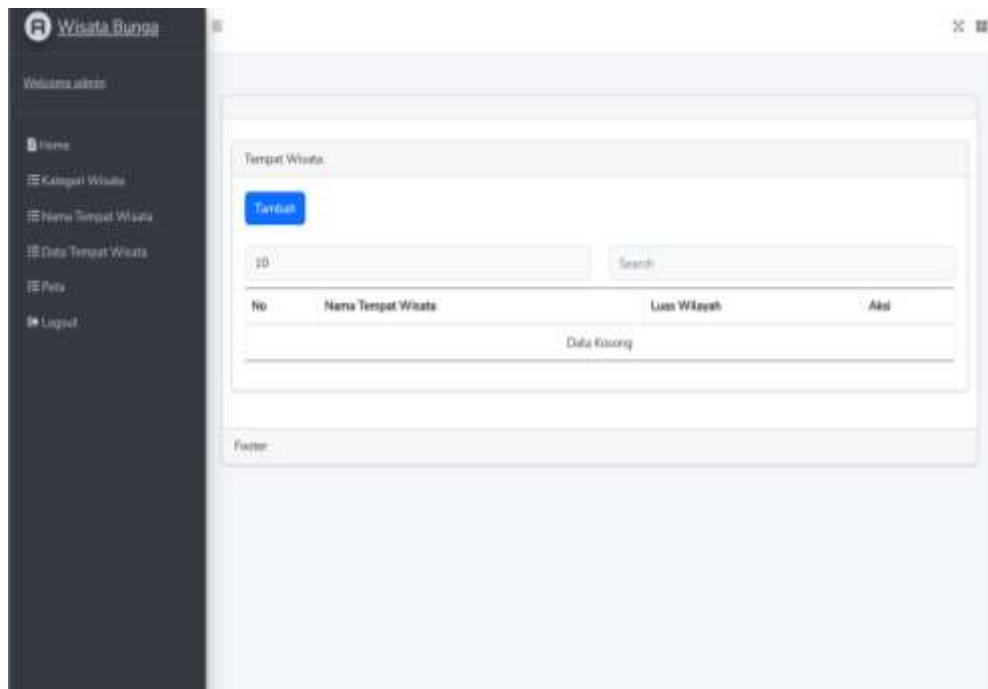 Wisata Bunga
Welcome admin
Home
Kategori Wisata
Nama Tempat Wisata
Data Tempat Wisata
Peta
Logout
Tempat Wisata
Tambah
10
Search
No Nama Tempat Wisata Luas Wilayah Aksi
Data Kosong
Footer